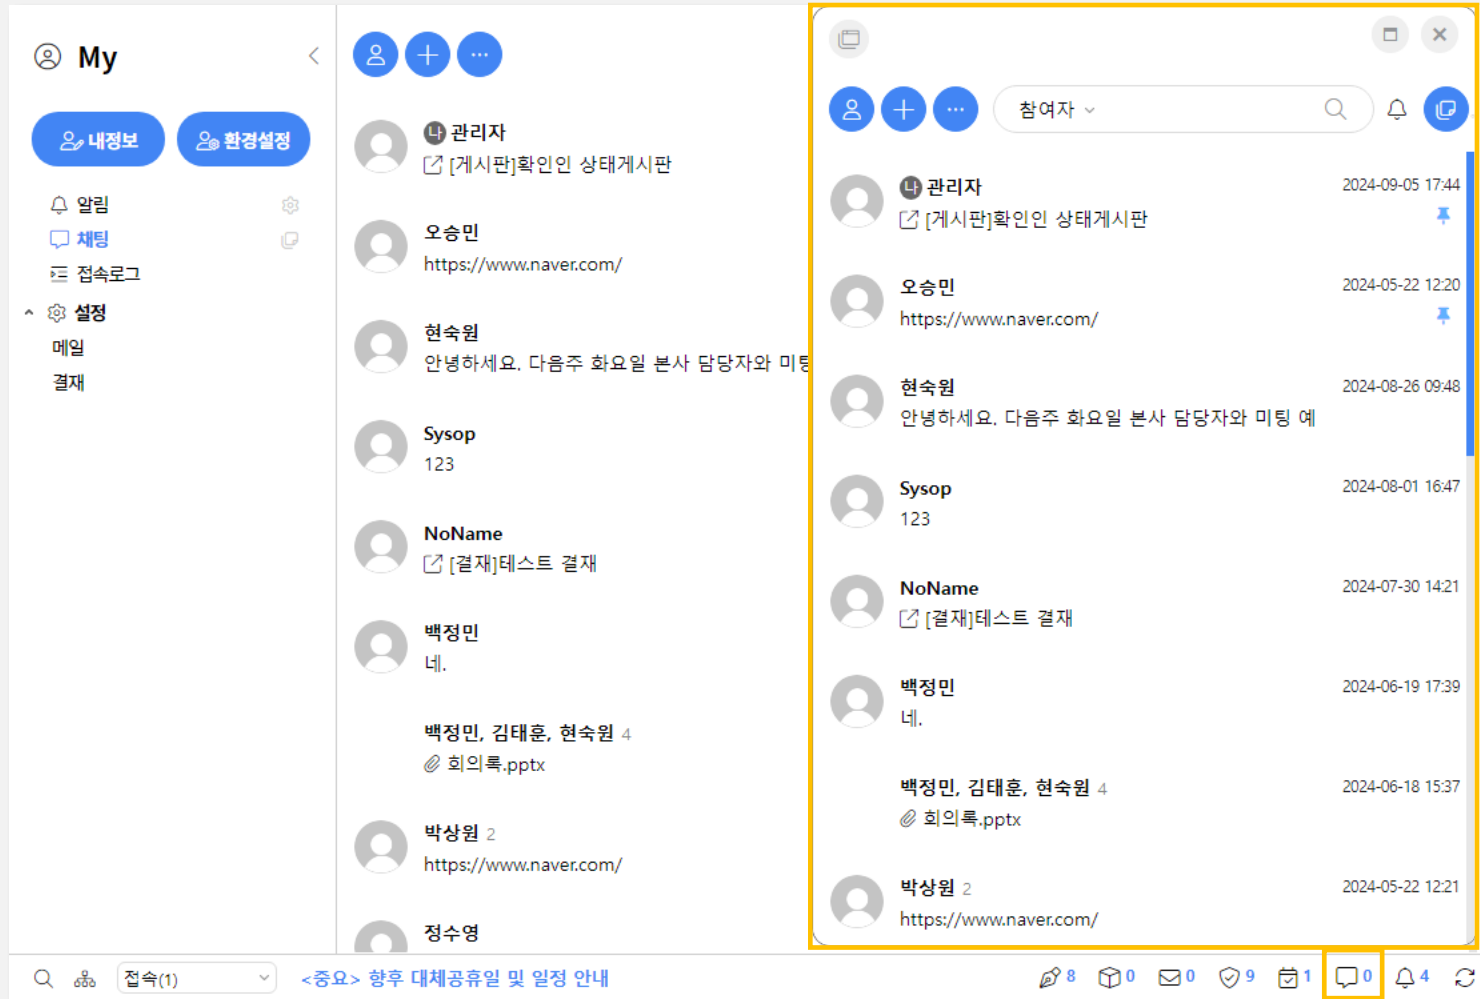 My
내정보
환경설정
알림
채팅
접속로그
설정
메일
결재
나 관리자
[게시판]확인인 상태게시판
오승민
https://www.naver.com/
현숙원
안녕하세요. 다음주 화요일 본사 담당자와 미팅
Sysop
123
NoName
[결재]테스트 결재
백정민
네.
백정민, 김태훈, 현숙원 4
회의록.pptx
박상원 2
https://www.naver.com/
정수영
참여자
나 관리자 2024-09-05 17:44
[게시판]확인인 상태게시판
오승민 2024-05-22 12:20
https://www.naver.com/
현숙원 2024-08-26 09:48
안녕하세요. 다음주 화요일 본사 담당자와 미팅 예
Sysop 2024-08-01 16:47
123
NoName 2024-07-30 14:21
[결재]테스트 결재
백정민 2024-06-19 17:39
네.
백정민, 김태훈, 현숙원 4 2024-06-18 15:37
회의록.pptx
박상원 2 2024-05-22 12:21
https://www.naver.com/
접속(1) <중요> 향후 대체공휴일 및 일정 안내 8 0 0 9 1 0 4